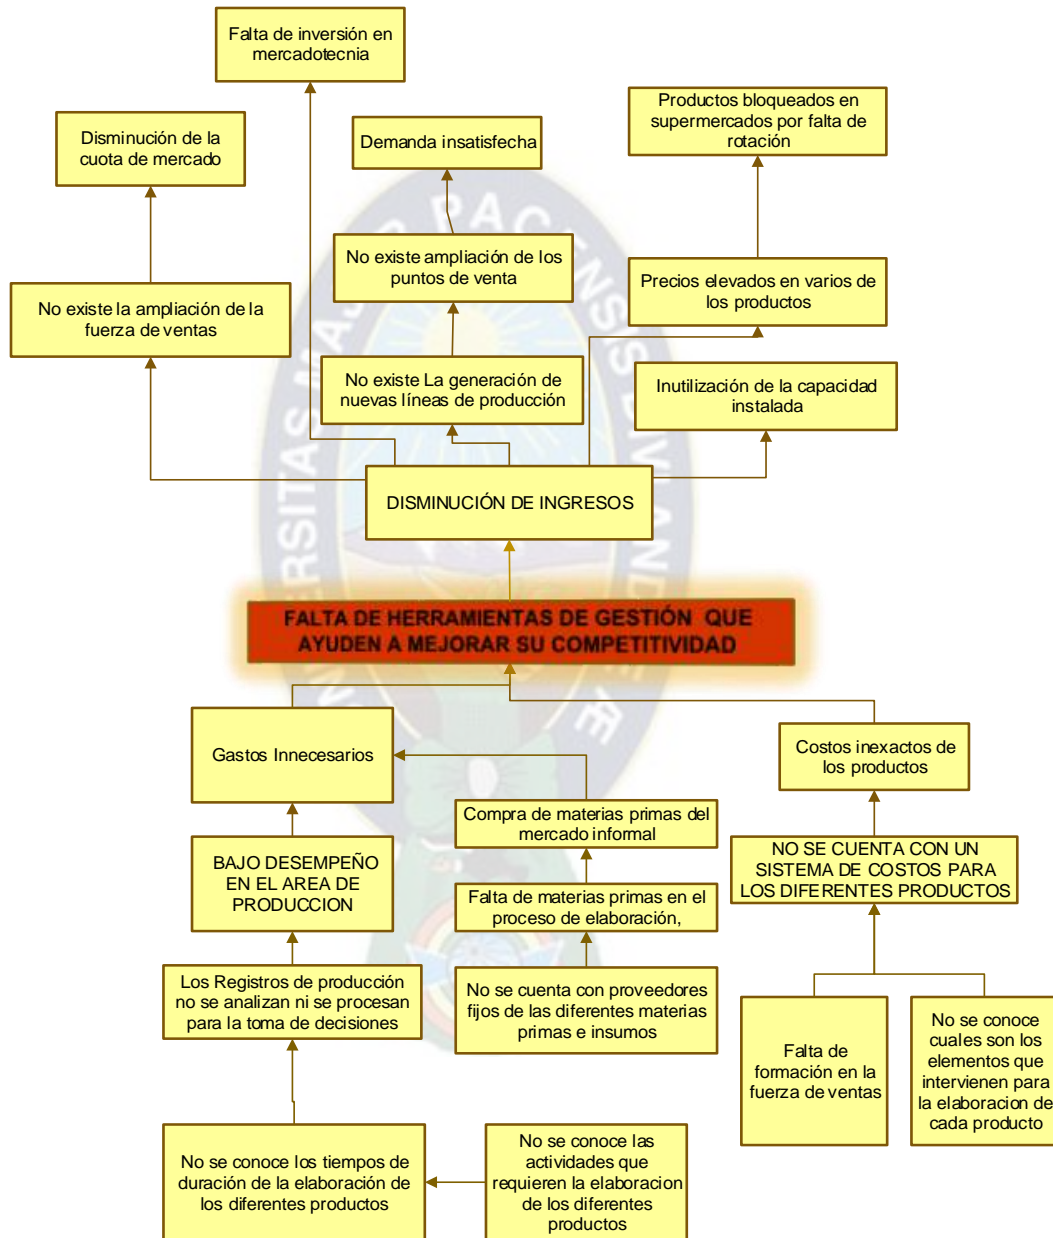 Falta de inversión en
mercadotecnia
Productos bloqueados en
supermercados por falta de
rotación
Disminución de la
cuota de mercado
Demanda insatisfecha
No existe ampliación de los
puntos de venta
Precios elevados en varios de
los productos
No existe la ampliación de la
fuerza de ventas
No existe La generación de
nuevas líneas de producción
Inutilización de la capacidad
instalada
DISMINUCIÓN DE INGRESOS
FALTA DE HERRAMIENTAS DE GESTIÓN QUE
AYUDEN A MEJORAR SU COMPETITIVIDAD
Gastos Innecesarios
Costos inexactos de
los productos
Compra de materias primas del
mercado informal
BAJO DESEMPEÑO
EN EL AREA DE
PRODUCCION
NO SE CUENTA CON UN
SISTEMA DE COSTOS PARA
LOS DIFERENTES PRODUCTOS
Falta de materias primas en el
proceso de elaboración,
Los Registros de producción
no se analizan ni se procesan
para la toma de decisiones
No se cuenta con proveedores
fijos de las diferentes materias
primas e insumos
Falta de
formación en la
fuerza de ventas
No se conoce
cuales son los
elementos que
intervienen para
la elaboracion de
cada producto
No se conoce los tiempos de
duración de la elaboración de
los diferentes productos
No se conoce las
actividades que
requieren la elaboracion
de los diferentes
productos